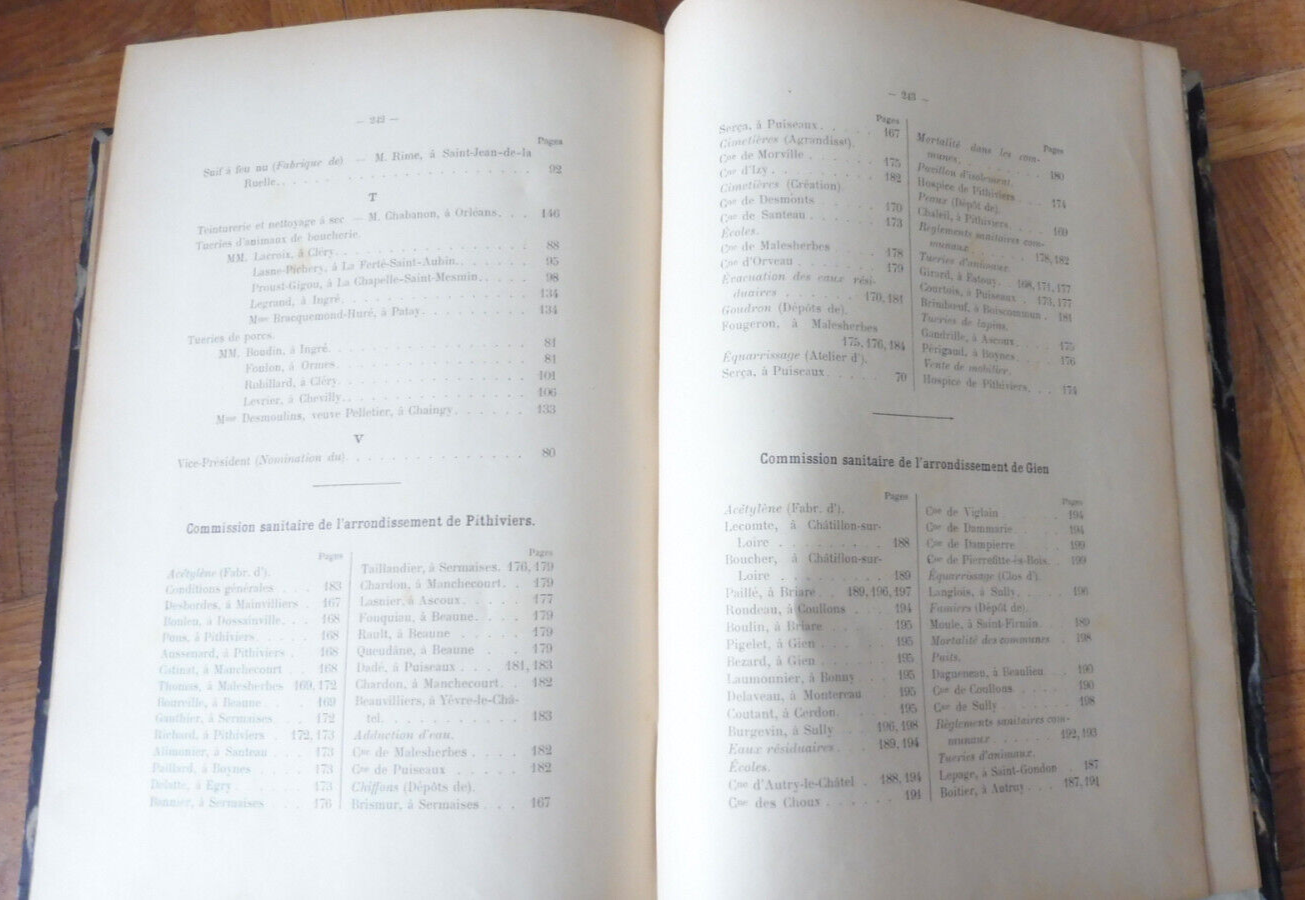 — 242 —
Pages
Suif à feu nu (Fabrique de) — M. Rime, à Saint-Jean-de-la
Ruelle. 92
T
Teinturerie et nettoyage à sec — M. Chabanon, à Orléans. 146
Tueries d'animaux de boucherie.
MM. Lacroix, à Cléry. 88
Lasne-Pichery, à La Ferté-Saint-Aubin. 95
Proust-Gigou, à La Chapelle-Saint-Mesmin. 98
Legrand, à Ingré. 134
Mme Bracquemond-Huré, à Patay. 134
Tueries de porcs.
MM. Boudin, à Ingré. 81
Foulon, à Ormes. 81
Robillard, à Cléry. 101
Levrier, à Chevilly. 106
Mme Desmoulins, veuve Pelletier, à Chaingy. 133
V
Vice-Président (Nomination du). 80
Commission sanitaire de l'arrondissement de Pithiviers.
Pages
Acétylène (Fabr. d').
Conditions générales 183
Desbordes, à Mainvilliers 167
à Dossainville. 168
Pons, à Pithiviers 168
Aussenard, à Pithiviers 168
à Manchecourt 168
Thomas, à Malesherbes 169, 172
Boureille, à Beaune 169
Gauthier, à Sermaises 172
Richard, à Pithiviers 172, 173
Alimonier, à Santeau 173
Paillard, à Boynes 173
Delatte, à Egry 173
Bonnier, à Sermaises 176
Pages
Taillandier, à Sermaises. 176, 179
Chardon, à Manchecourt. 179
Lasnier, à Ascoux. 177
Fouquiau, à Beaune. 179
Rault, à Beaune 179
Queudâne, à Beaune 179
Dadé, à Puiseaux 181, 183
Chardon, à Manchecourt. 182
Beauvilliers, à Yèvre-le-Châ-
tel. 183
Adduction d'eau.
Cne de Malesherbes 182
Cne de Puiseaux 182
Chiffons (Dépôts de).
Brismur, à Sermaises 167
— 243 —
Pages
Serça, à Puiseaux. 167
Cimetières (Agrandisst).
Cne de Morville 175
Cne d'Izy 182
Cimetières (Création)
Cne de Desmonts 170
Cne de Santeau 173
Écoles.
Cne de Malesherbes 178
Cne d'Orveau 179
Évacuation des eaux rési-
duaires 170, 181
Goudron (Dépôts de).
Fougeron, à Malesherbes
175, 176, 184
Équarrissage (Atelier d').
Serça, à Puiseaux. 70
Pages
Mortalité dans les com-
munes. 180
Pavillon d'isolement.
Hospice de Pithiviers 174
Peaux (Dépôt de).
Chaleil, à Pithiviers. 169
Règlements sanitaires com-
munaux 178, 182
Tueries d'animaux
Girard, à Estouy 168, 171, 177
Courtois, à Puiseaux 173, 177
Brimbœuf, à Boiscommun 181
Tueries de lapins.
Gandrille, à Ascoux 175
Périgaud, à Boynes 176
Vente de mobilier.
Hospice de Pithiviers. 174
Commission sanitaire de l'arrondissement de Gien
Pages
Acétylène (Fabr. d').
Lecomte, à Châtillon-sur-
Loire 188
Boucher, à Châtillon-sur-
Loire 189
Paillé, à Briare 189, 196, 197
Rondeau, à Coullons 194
Boulin, à Briare 195
Pigelet, à Gien 195
Bezard, à Gien 195
Laumonnier, à Bonny 195
Delaveau, à Montereau 195
Coutant, à Cerdon. 195
Burgevin, à Sully 196, 198
Eaux résiduaires 189, 194
Écoles.
Cne d'Autry-le-Châtel 188, 194
Cne des Choux 191
Pages
Cne de Viglain 194
Cne de Dammarie 194
Cne de Dampierre 199
Cne de Pierrefitte-ès-Bois. 199
Équarrissage (Clos d').
Langlois, à Sully. 196
Fumiers (Dépôt de).
Moule, à Saint-Firmin 189
Mortalité des communes 198
Puits.
Dagneneau, à Beaulieu 190
Cne de Coullons 190
Cne de Sully 198
Règlements sanitaires com-
munaux 192, 193
Tueries d'animaux.
Lepage, à Saint-Gondon 187
Boitier, à Autruy 187, 191